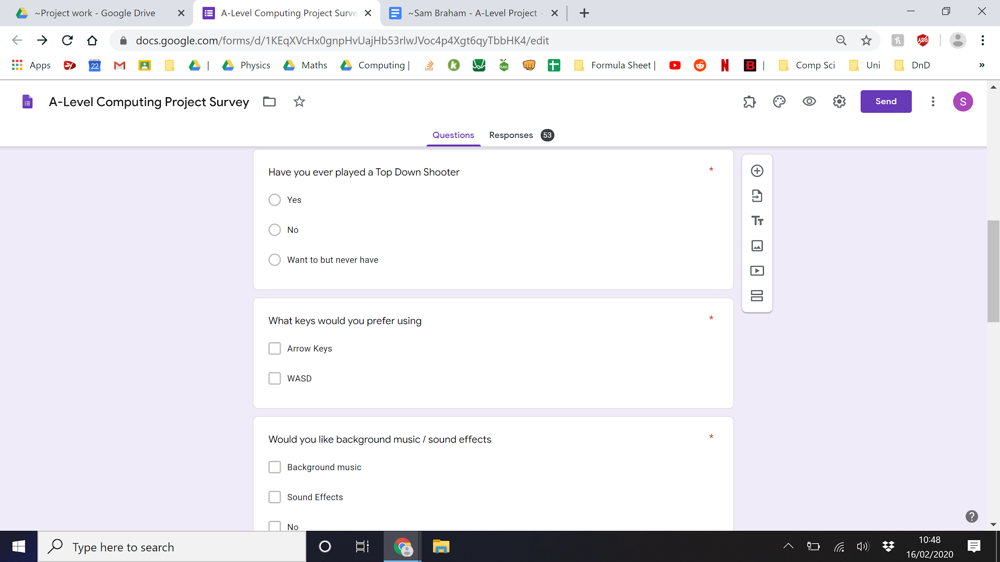 ~Project work - Google Drive
A-Level Computing Project Surve
~Sam Braham - A-Level Project -
docs.google.com/forms/d/1KEqXVcHx0gnpHvUajHb53rlwJVoc4p4Xgt6qyTbbHK4/edit
Apps 22 | Physics Maths Computing | isaac Formula Sheet | | Comp Sci Uni DnD »
A-Level Computing Project Survey
Send
S
Questions Responses 53
Have you ever played a Top Down Shooter *
Yes
No
Want to but never have
What keys would you prefer using *
Arrow Keys
WASD
Would you like background music / sound effects *
Background music
Sound Effects
No
Type here to search
10:48
16/02/2020